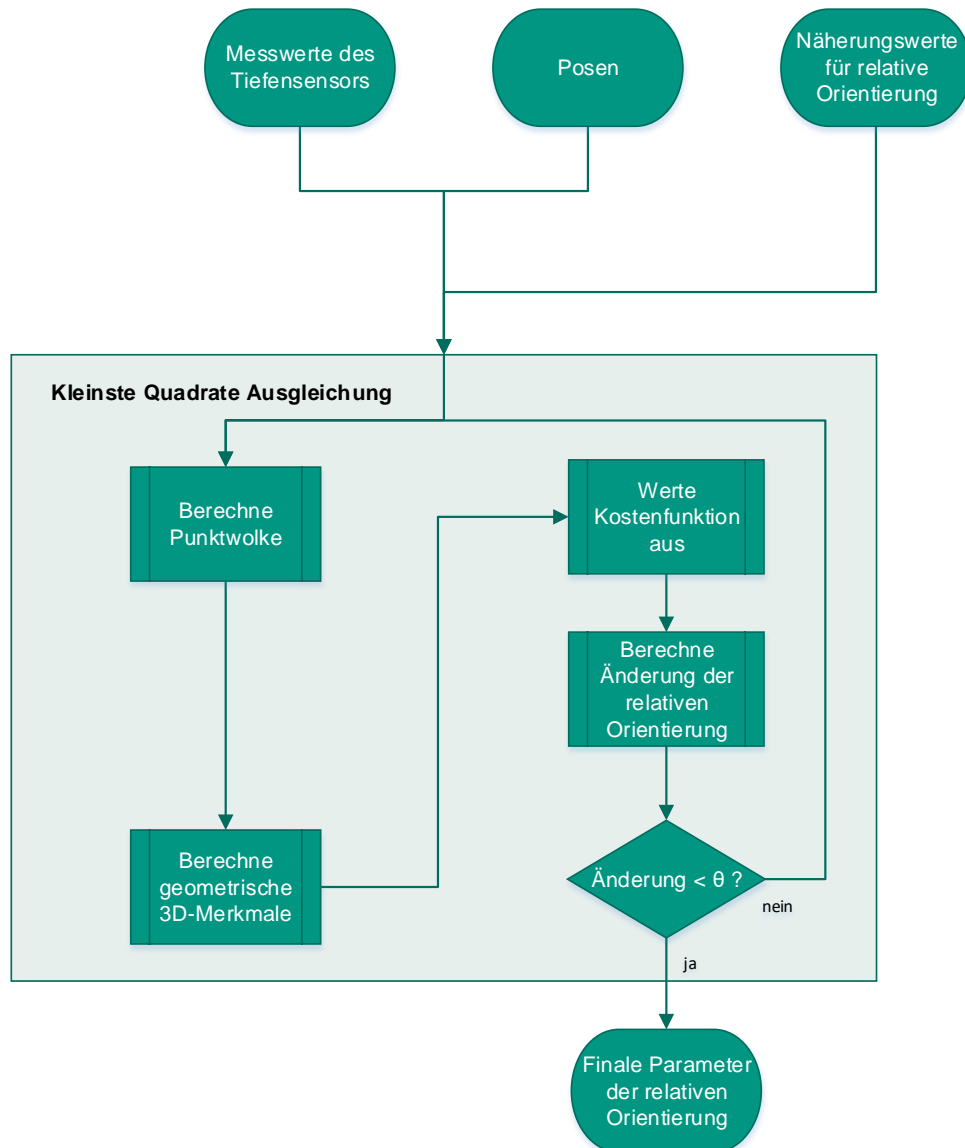 Messwerte des
Tiefensensors
Posen
Näherungswerte
für relative
Orientierung
Kleinste Quadrate Ausgleichung
Berechne
Punktwolke
Werte
Kostenfunktion
aus
Berechne
Änderung der
relativen
Orientierung
Berechne
geometrische
3D-Merkmale
Änderung < θ ?
nein
ja
Finale Parameter
der relativen
Orientierung